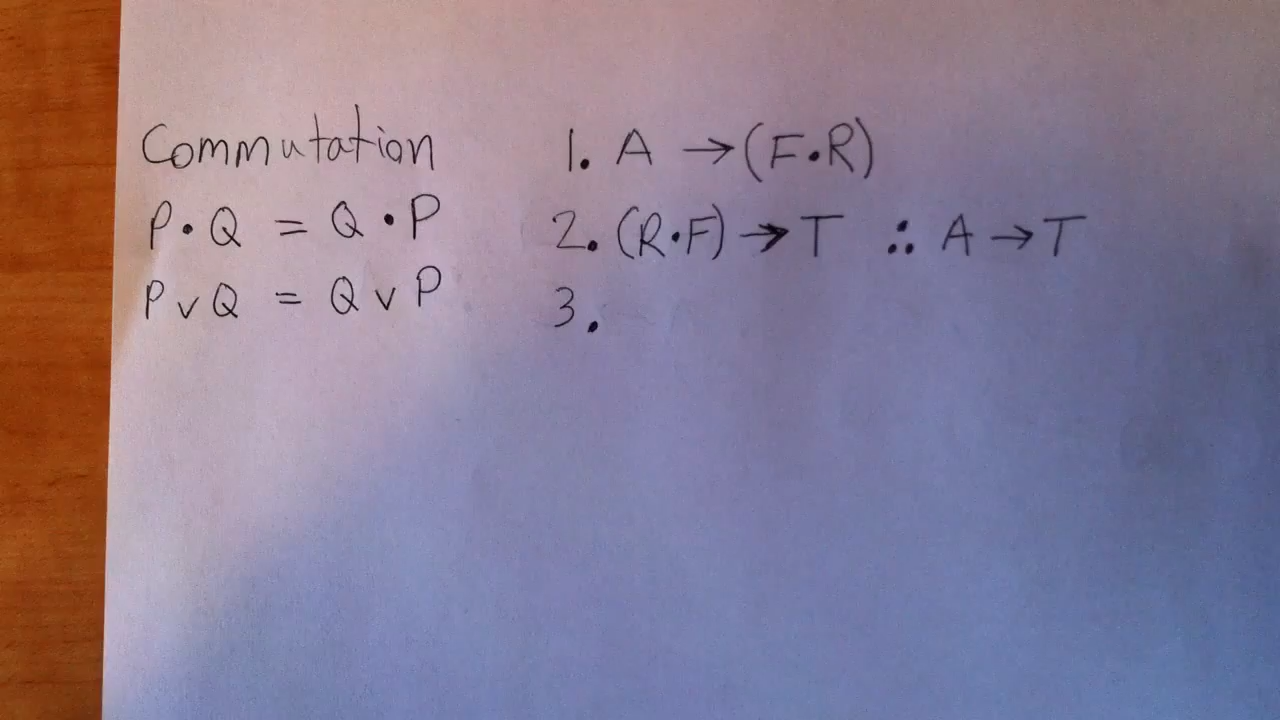 Commutation
P • Q = Q • P
P v Q = Q v P
1. A → (F • R)
2. (R • F) → T ∴ A → T
3.